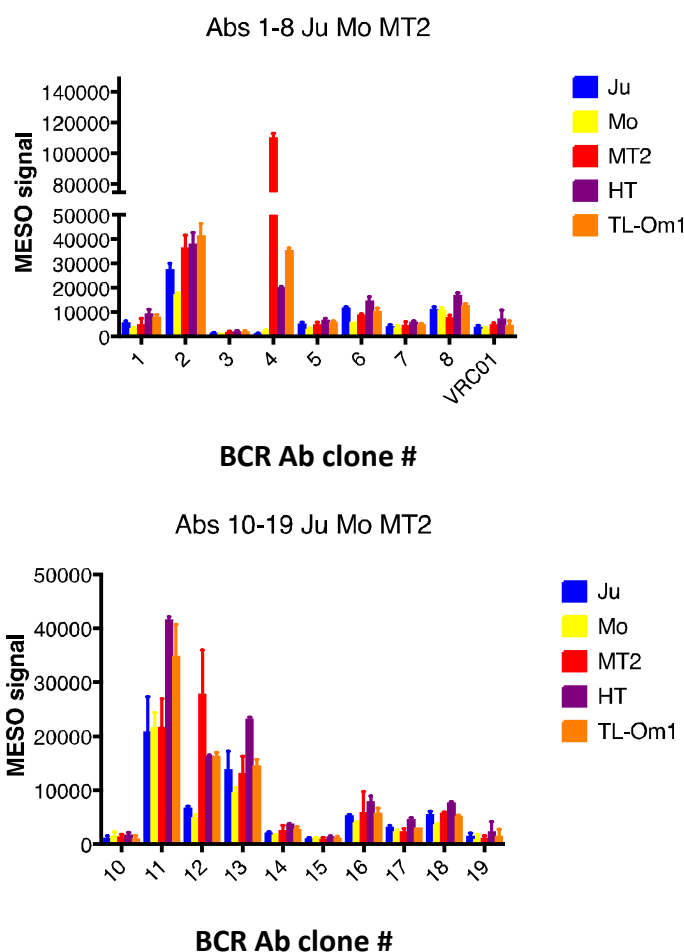 Abs 1-8 Ju Mo MT2
MESO signal
140000
120000
100000
80000
50000
40000
30000
20000
10000
0
1 2 3 4 5 6 7 8 VRC01
Ju
Mo
MT2
HT
TL-Om1
BCR Ab clone #
Abs 10-19 Ju Mo MT2
MESO signal
50000
40000
30000
20000
10000
0
10 11 12 13 14 15 16 17 18 19
Ju
Mo
MT2
HT
TL-Om1
BCR Ab clone #